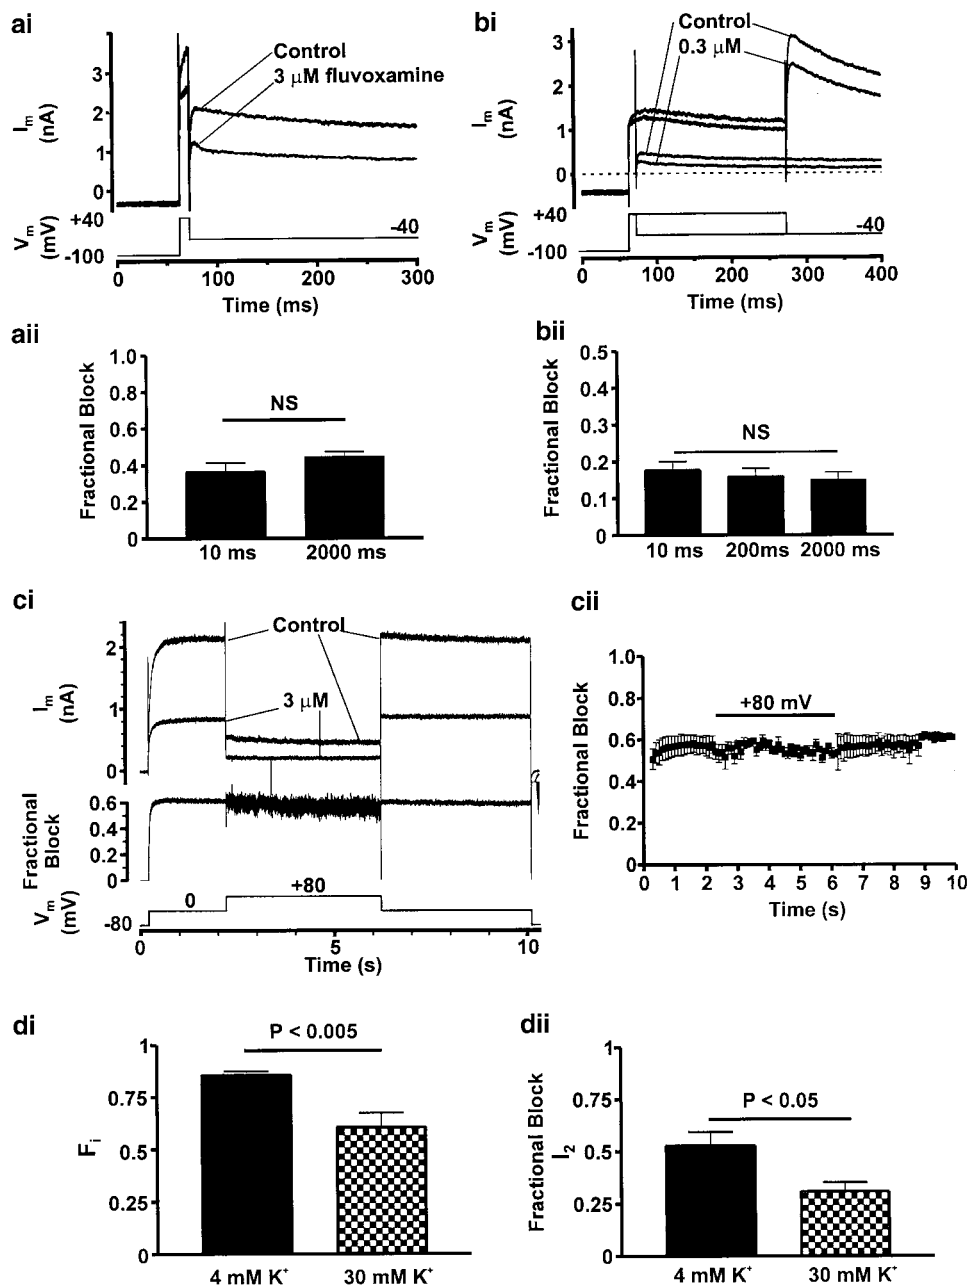 ai
3
2
1
0
I_m (nA)
Control
3 μM fluvoxamine
+40
-100
V_m (mV)
-40
0 100 200 300
Time (ms)
bi
3
2
1
0
I_m (nA)
Control
0.3 μM
+40
-100
V_m (mV)
-40
0 100 200 300 400
Time (ms)
aii
Fractional Block
1.0
0.8
0.6
0.4
0.2
0
NS
10 ms 2000 ms
bii
Fractional Block
0.5
0.4
0.3
0.2
0.1
0
NS
10 ms 200ms 2000 ms
ci
2
1
0
I_m (nA)
Control
3 μM
Fractional Block
0.6
0.4
0.2
0
V_m (mV)
-80
0
+80
0 5 10
Time (s)
cii
Fractional Block
1.0
0.8
0.6
0.4
0.2
0
+80 mV
0 1 2 3 4 5 6 7 8 9 10
Time (s)
di
F_i
1
0.75
0.5
0.25
0
P < 0.005
4 mM K⁺ 30 mM K⁺
dii
Fractional Block
I_2
1
0.75
0.5
0.25
0
P < 0.05
4 mM K⁺ 30 mM K⁺